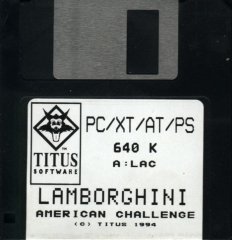 PC/XT/AT/PS
640 K
A:LAC
TITUS
SOFTWARE
LAMBORGHINI
AMERICAN CHALLENGE
(C) TITUS 1994